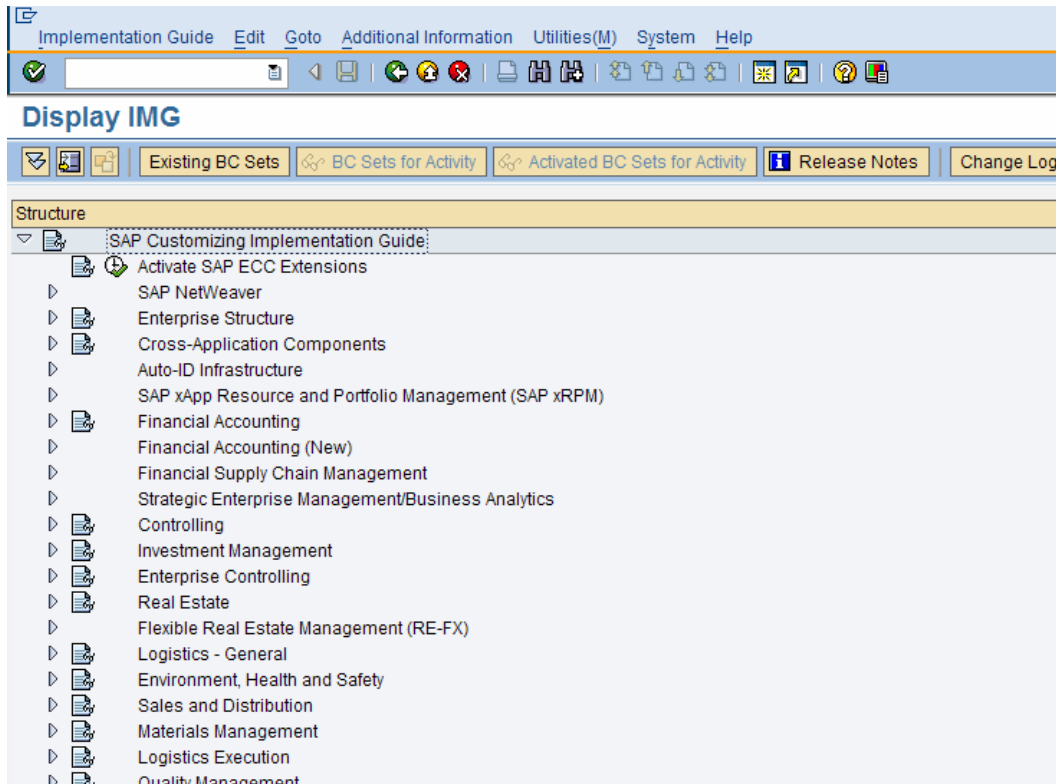 Implementation Guide Edit Goto Additional Information Utilities(M) System Help
Display IMG
Existing BC Sets BC Sets for Activity Activated BC Sets for Activity Release Notes Change Log
Structure
SAP Customizing Implementation Guide
Activate SAP ECC Extensions
SAP NetWeaver
Enterprise Structure
Cross-Application Components
Auto-ID Infrastructure
SAP xApp Resource and Portfolio Management (SAP xRPM)
Financial Accounting
Financial Accounting (New)
Financial Supply Chain Management
Strategic Enterprise Management/Business Analytics
Controlling
Investment Management
Enterprise Controlling
Real Estate
Flexible Real Estate Management (RE-FX)
Logistics - General
Environment, Health and Safety
Sales and Distribution
Materials Management
Logistics Execution
Quality Management